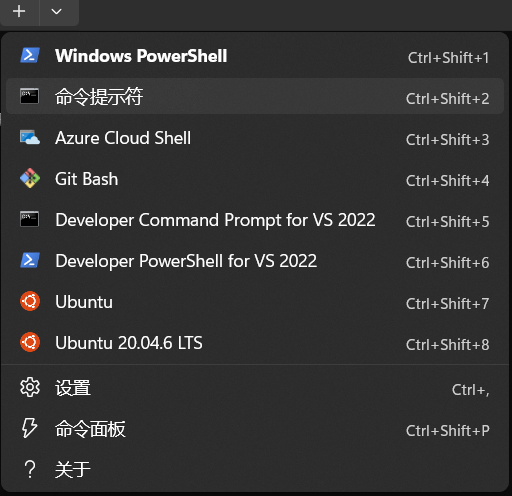 Windows PowerShell Ctrl+Shift+1
命令提示符 Ctrl+Shift+2
Azure Cloud Shell Ctrl+Shift+3
Git Bash Ctrl+Shift+4
Developer Command Prompt for VS 2022 Ctrl+Shift+5
Developer PowerShell for VS 2022 Ctrl+Shift+6
Ubuntu Ctrl+Shift+7
Ubuntu 20.04.6 LTS Ctrl+Shift+8
设置 Ctrl+,
命令面板 Ctrl+Shift+P
关于